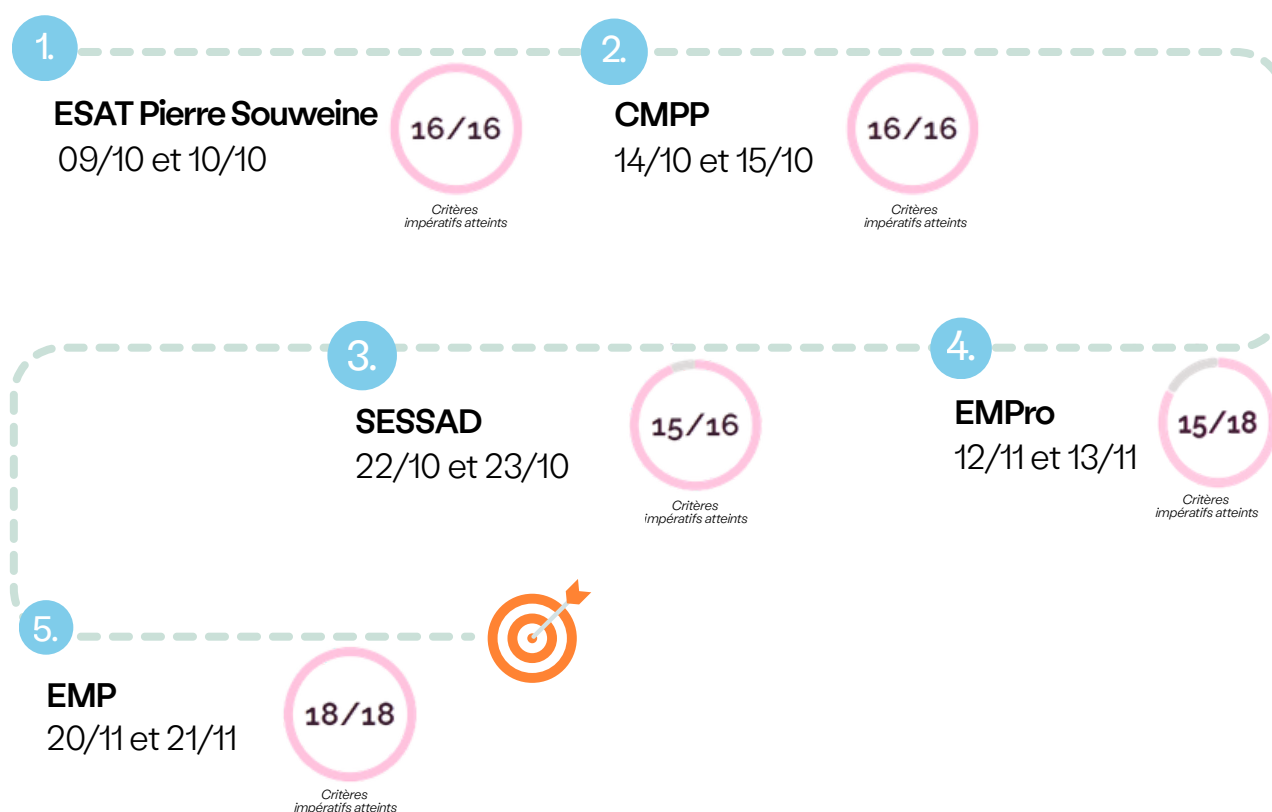 1.
ESAT Pierre Souweine
09/10 et 10/10
16/16
Critères
impératifs atteints
2.
CMPP
14/10 et 15/10
16/16
Critères
impératifs atteints
3.
SESSAD
22/10 et 23/10
15/16
Critères
impératifs atteints
4.
EMPro
12/11 et 13/11
15/18
Critères
impératifs atteints
5.
EMP
20/11 et 21/11
18/18
Critères
impératifs atteints